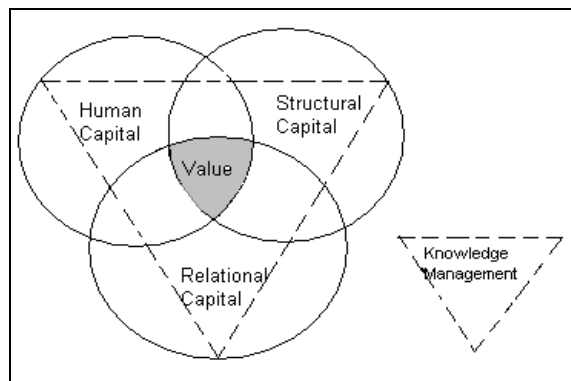 Human
Capital
Structural
Capital
Value
Relational
Capital
Knowledge
Management